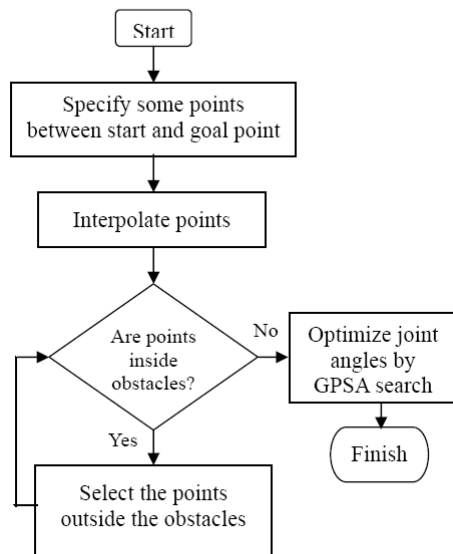 Start
Specify some points
between start and goal point
Interpolate points
Are points
inside
obstacles?
No
Optimize joint
angles by
GPSA search
Yes
Finish
Select the points
outside the obstacles